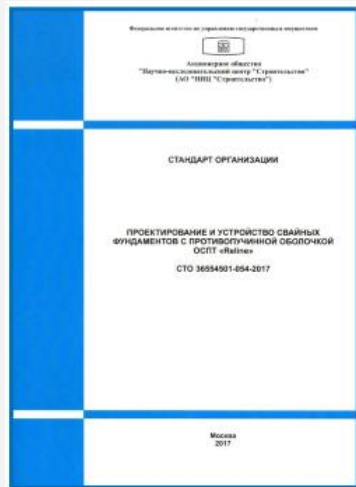 Федеральное агентство по управлению государственным имуществом
Акционерное общество
"Научно-исследовательский центр "Строительство"
(АО "НИЦ "Строительство")
СТАНДАРТ ОРГАНИЗАЦИИ
ПРОЕКТИРОВАНИЕ И УСТРОЙСТВО СВАЙНЫХ
ФУНДАМЕНТОВ С ПРОТИВОПУЧИННОЙ ОБОЛОЧКОЙ
ОСПТ «Reline»
СТО 36554501-054-2017
Москва
2017